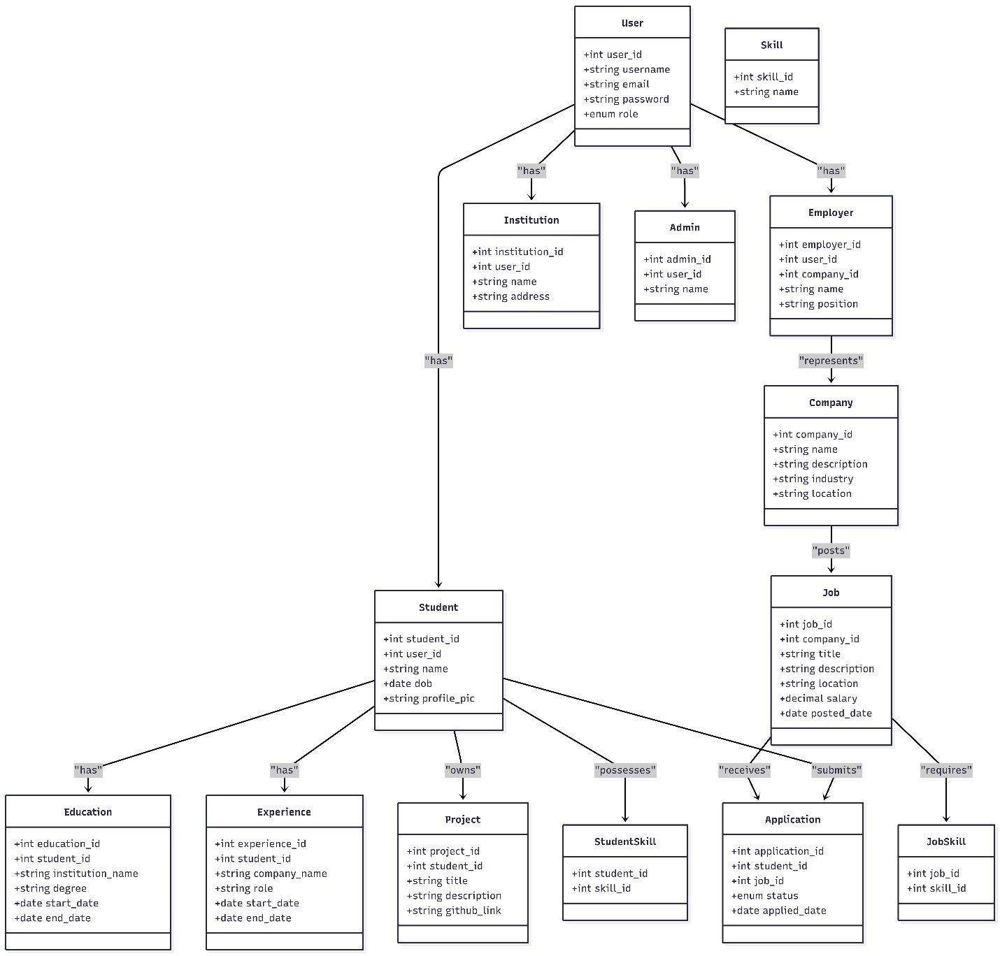 User
+int user_id
+string username
+string email
+string password
+enum role
Skill
+int skill_id
+string name
"has"
"has"
"has"
Institution
+int institution_id
+int user_id
+string name
+string address
Admin
+int admin_id
+int user_id
+string name
Employer
+int employer_id
+int user_id
+int company_id
+string name
+string position
"has"
"represents"
Company
+int company_id
+string name
+string description
+string industry
+string location
"posts"
Student
+int student_id
+int user_id
+string name
+date dob
+string profile_pic
Job
+int job_id
+int company_id
+string title
+string description
+string location
+decimal salary
+date posted_date
"has"
"has"
"owns"
"possesses"
"receives"
"submits"
"requires"
Education
+int education_id
+int student_id
+string institution_name
+string degree
+date start_date
+date end_date
Experience
+int experience_id
+int student_id
+string company_name
+string role
+date start_date
+date end_date
Project
+int project_id
+int student_id
+string title
+string description
+string github_link
StudentSkill
+int student_id
+int skill_id
Application
+int application_id
+int student_id
+int job_id
+enum status
+date applied_date
JobSkill
+int job_id
+int skill_id